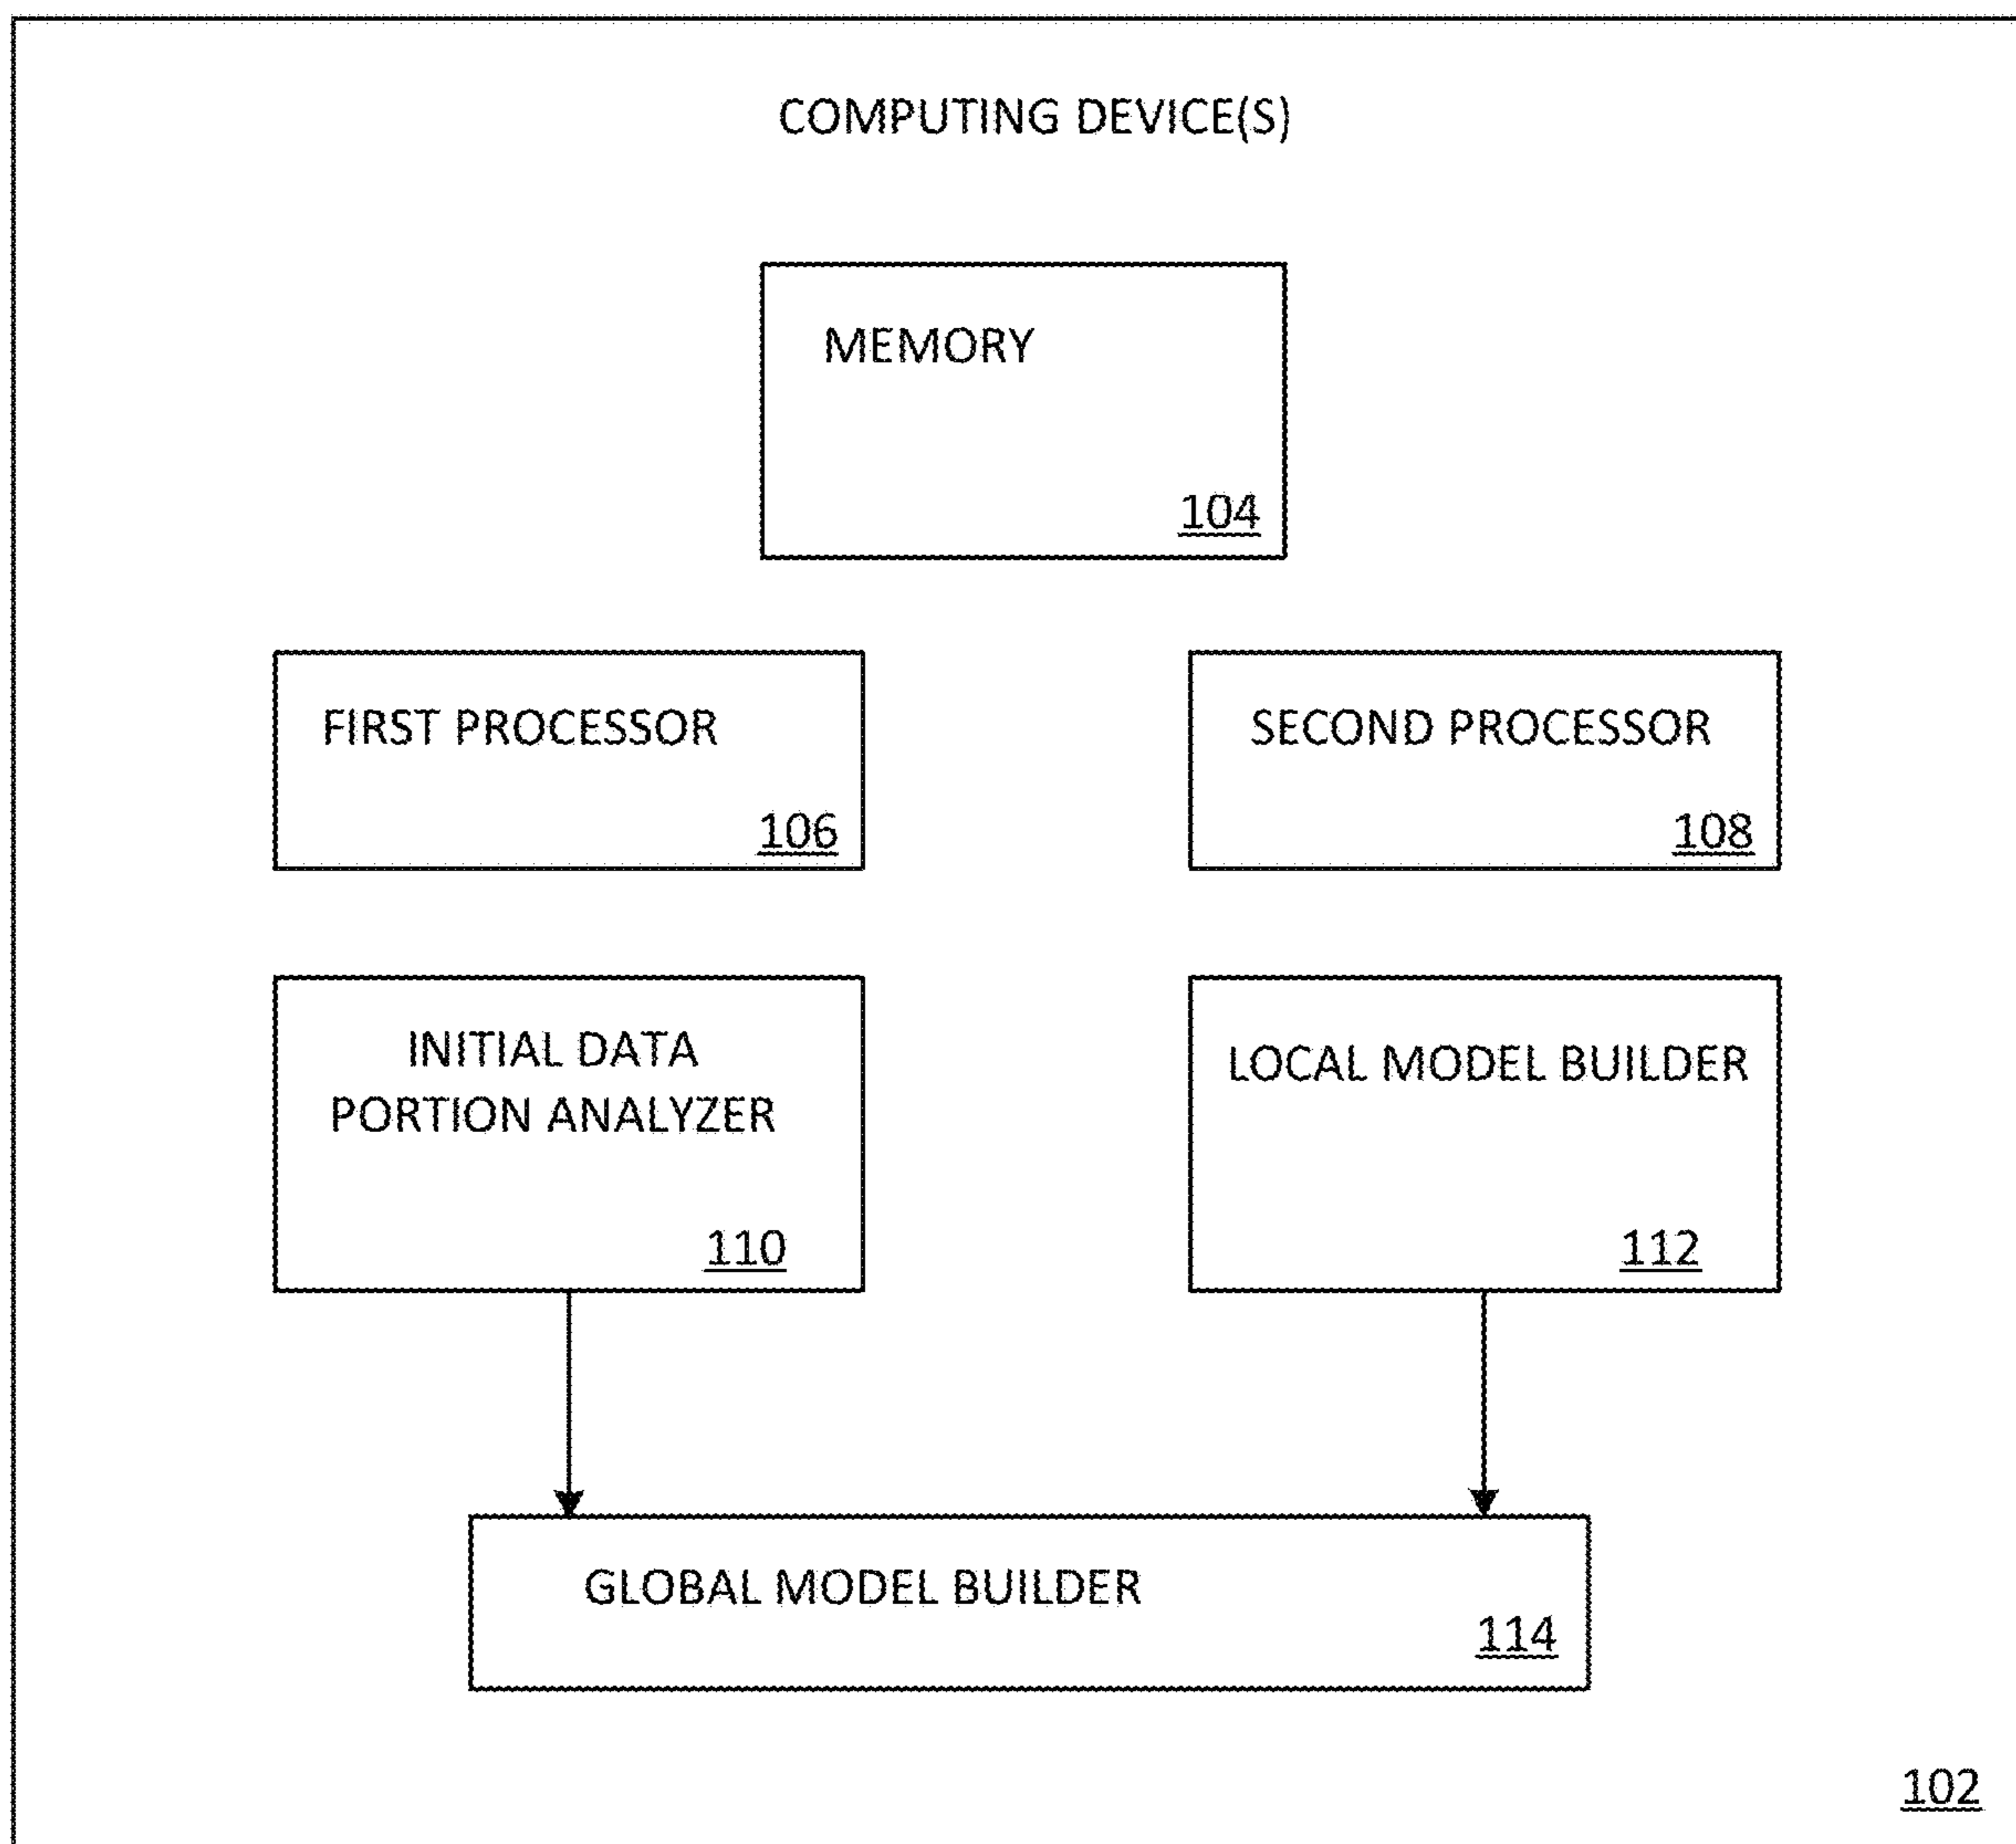 COMPUTING DEVICE(S)
MEMORY
104
FIRST PROCESSOR
106
SECOND PROCESSOR
108
INITIAL DATA
PORTION ANALYZER
110
LOCAL MODEL BUILDER
112
GLOBAL MODEL BUILDER
114
102